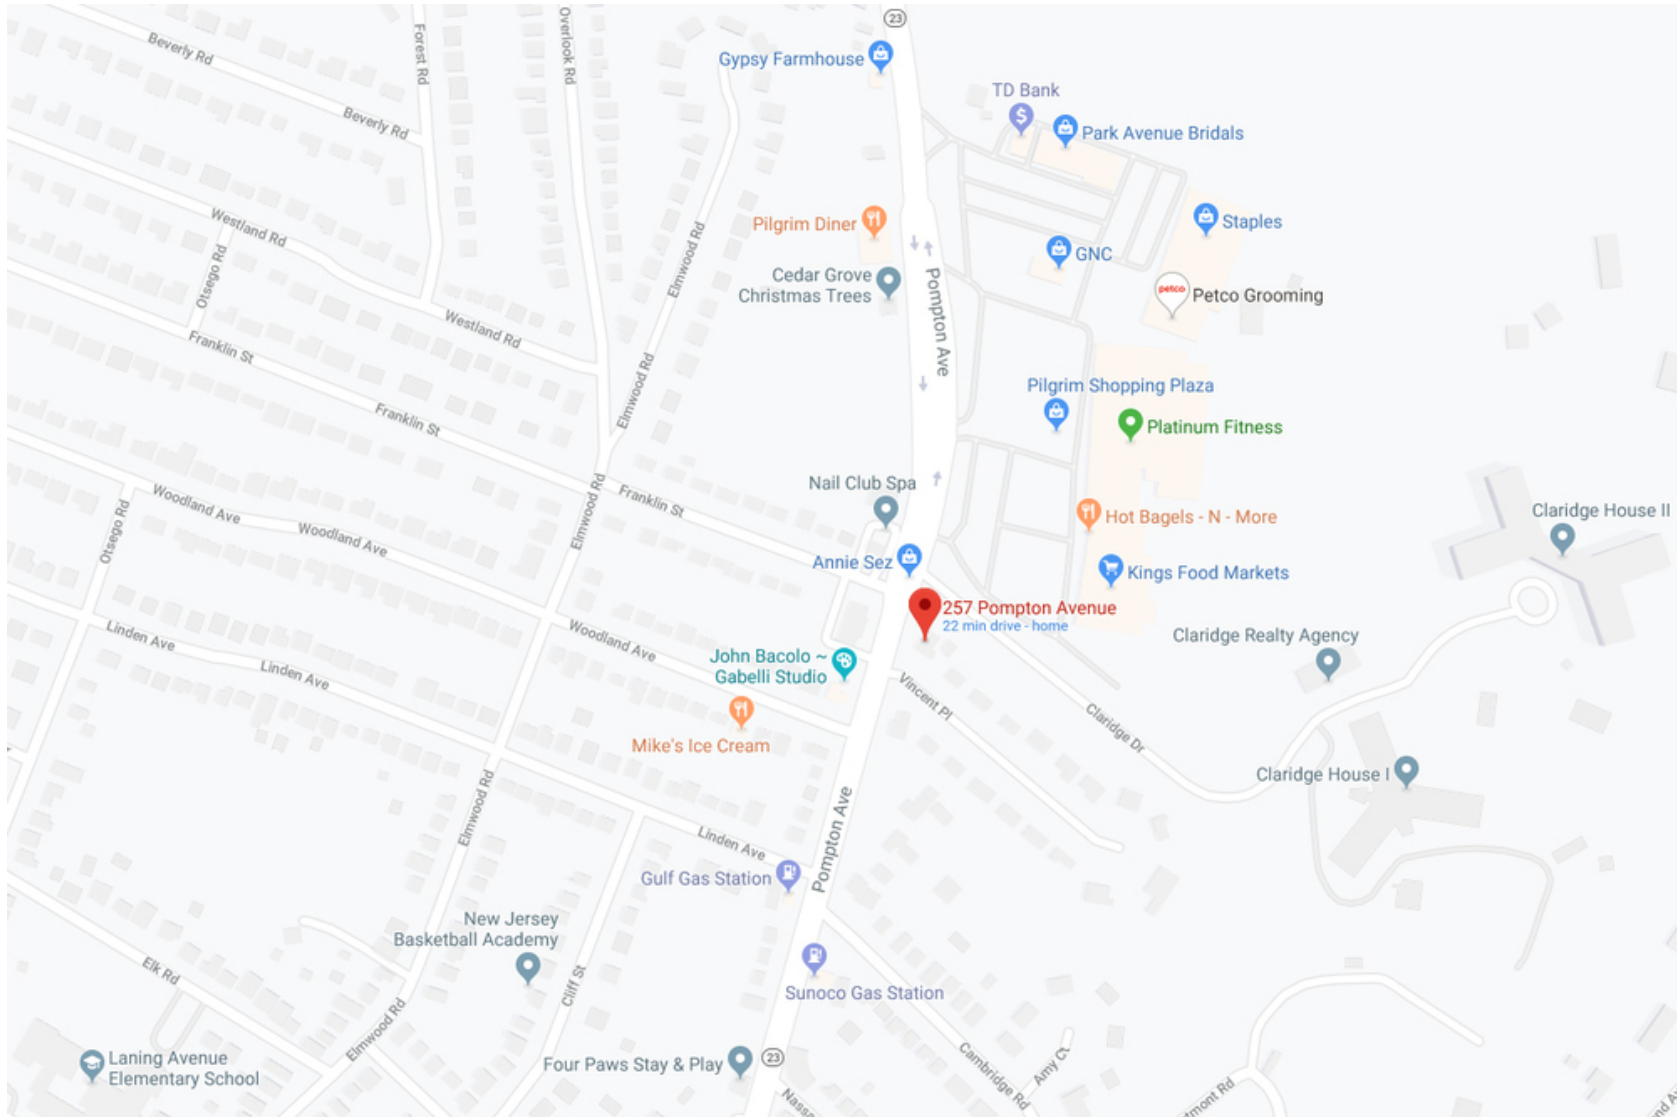 23
Overlook Rd
Forest Rd
Beverly Rd
Gypsy Farmhouse
TD Bank
Beverly Rd
Park Avenue Bridals
Westland Rd
Pilgrim Diner
Staples
Elmwood Rd
GNC
Otsego Rd
Cedar Grove
Christmas Trees
Pompton Ave
petco
Petco Grooming
Westland Rd
Franklin St
Elmwood Rd
Pilgrim Shopping Plaza
Franklin St
Platinum Fitness
Nail Club Spa
Franklin St
Woodland Ave
Elmwood Rd
Hot Bagels - N - More
Claridge House II
Otsego Rd
Woodland Ave
Annie Sez
Kings Food Markets
257 Pompton Avenue
22 min drive - home
Linden Ave
Woodland Ave
Claridge Realty Agency
John Bacolo ~
Gabelli Studio
Linden Ave
Vincent Pl
Claridge Dr
Mike's Ice Cream
Claridge House I
Elmwood Rd
Pompton Ave
Linden Ave
Gulf Gas Station
New Jersey
Basketball Academy
Elk Rd
Cliff St
Sunoco Gas Station
Elmwood Rd
Laning Avenue
Elementary School
Four Paws Stay & Play
23
Cambridge Rd
Amy Ct